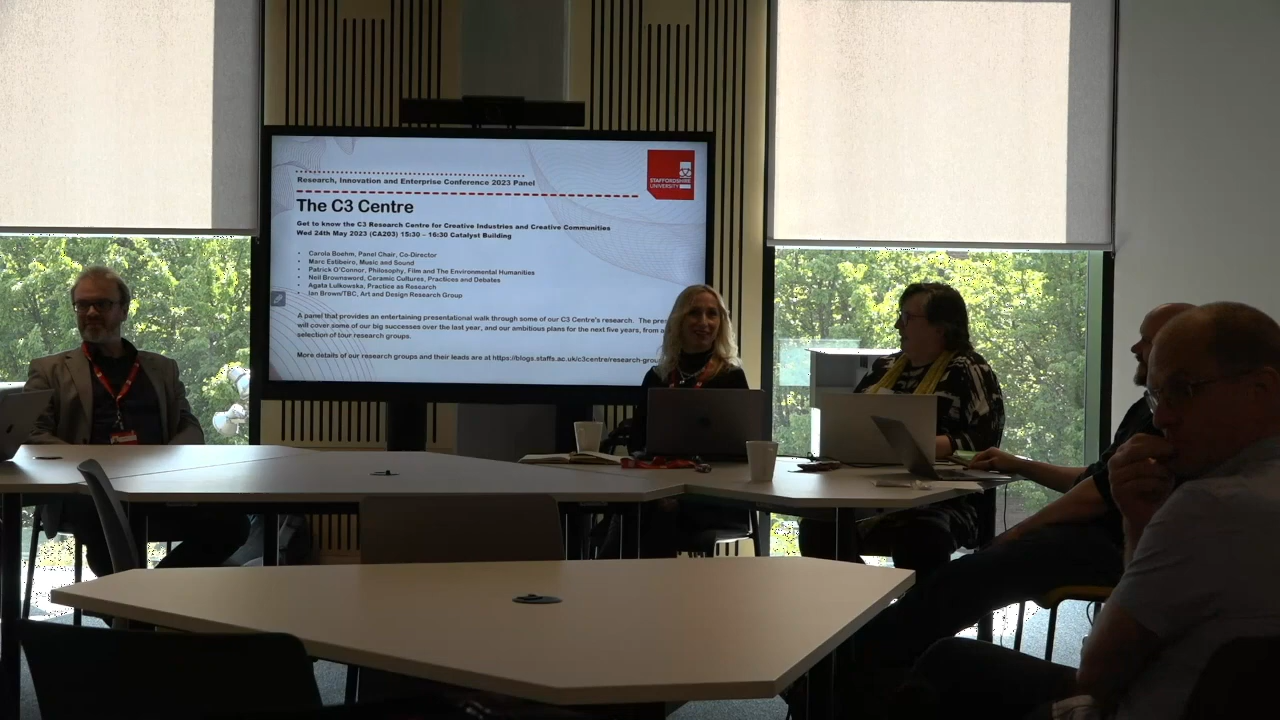 Research, Innovation and Enterprise Conference 2023 Panel
STAFFORDSHIRE
UNIVERSITY
The C3 Centre
Get to know the C3 Research Centre for Creative Industries and Creative Communities
Wed 24th May 2023 (CA203) 15:30 – 16:30 Catalyst Building
• Carola Boehm, Panel Chair, Co-Director
• Marc Estibeiro, Music and Sound
• Patrick O'Connor, Philosophy, Film and The Environmental Humanities
• Neil Brownsword, Ceramic Cultures, Practices and Debates
• Agata Lulkowska, Practice as Research
• Ian Brown/TBC, Art and Design Research Group
A panel that provides an entertaining presentational walk through some of our C3 Centre's research. The pre
will cover some of our big successes over the last year, and our ambitious plans for the next five years, from a
selection of tour research groups.
More details of our research groups and their leads are at https://blogs.staffs.ac.uk/c3centre/research-grou